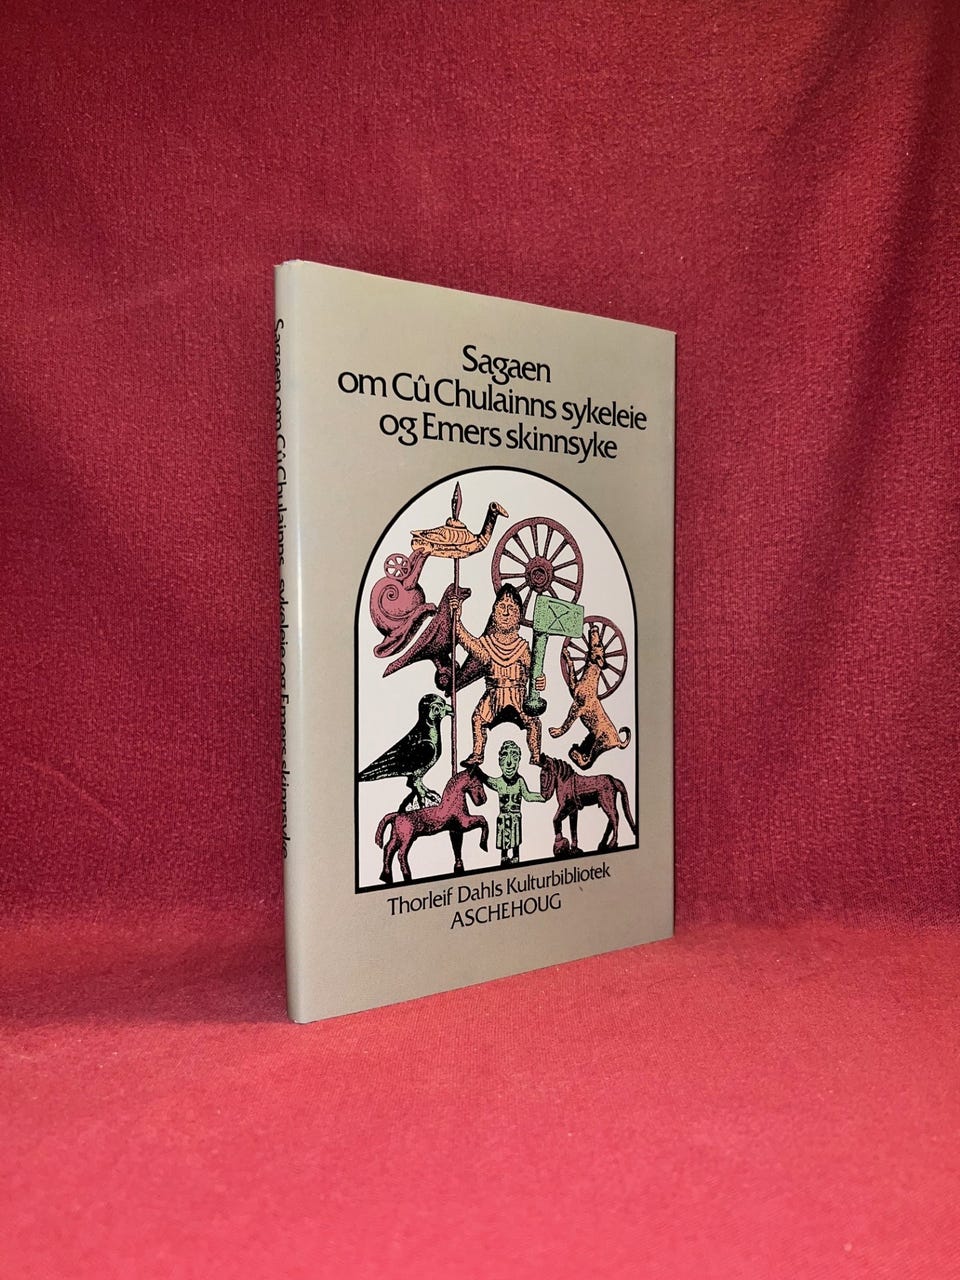 Sagaen
om Cû Chulainns sykeleie
og Emers skinnsyke
Thorleif Dahls Kulturbibliotek
ASCHEHOUG
Sagaen om Cû Chulainns sykeleie og Emers skinnsyke